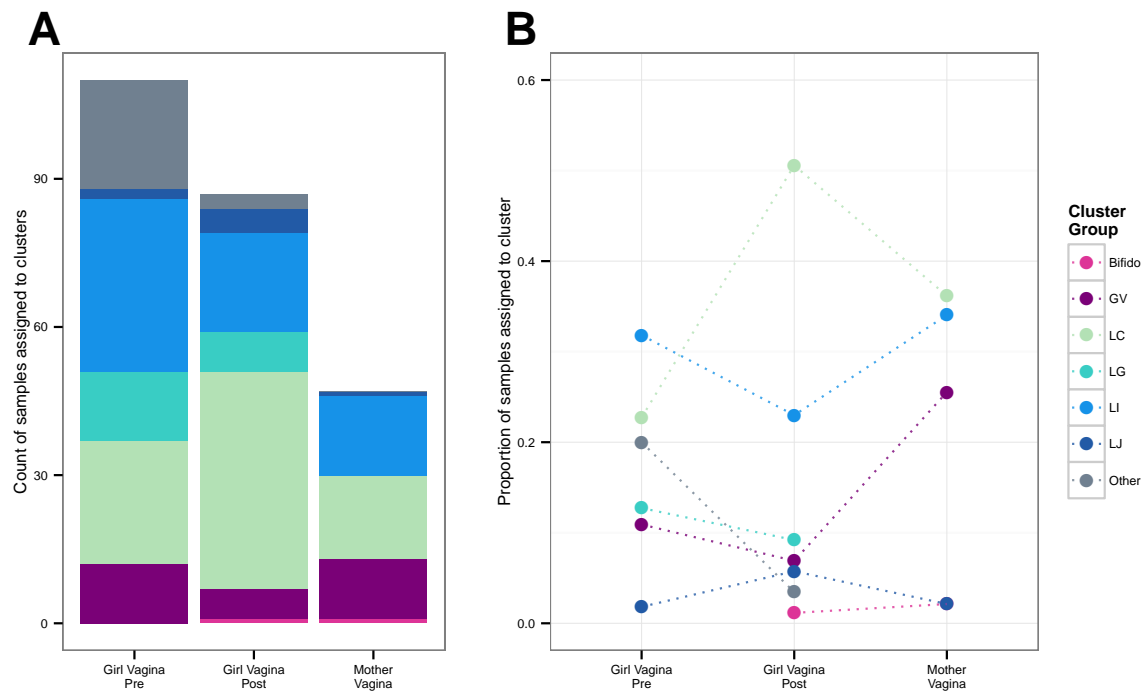 A
Count of samples assigned to clusters
90
60
30
0
Girl Vagina
Pre
Girl Vagina
Post
Mother
Vagina
B
Proportion of samples assigned to cluster
0.6
0.4
0.2
0.0
Girl Vagina
Pre
Girl Vagina
Post
Mother
Vagina
Cluster
Group
Bifido
GV
LC
LG
LI
LJ
Other